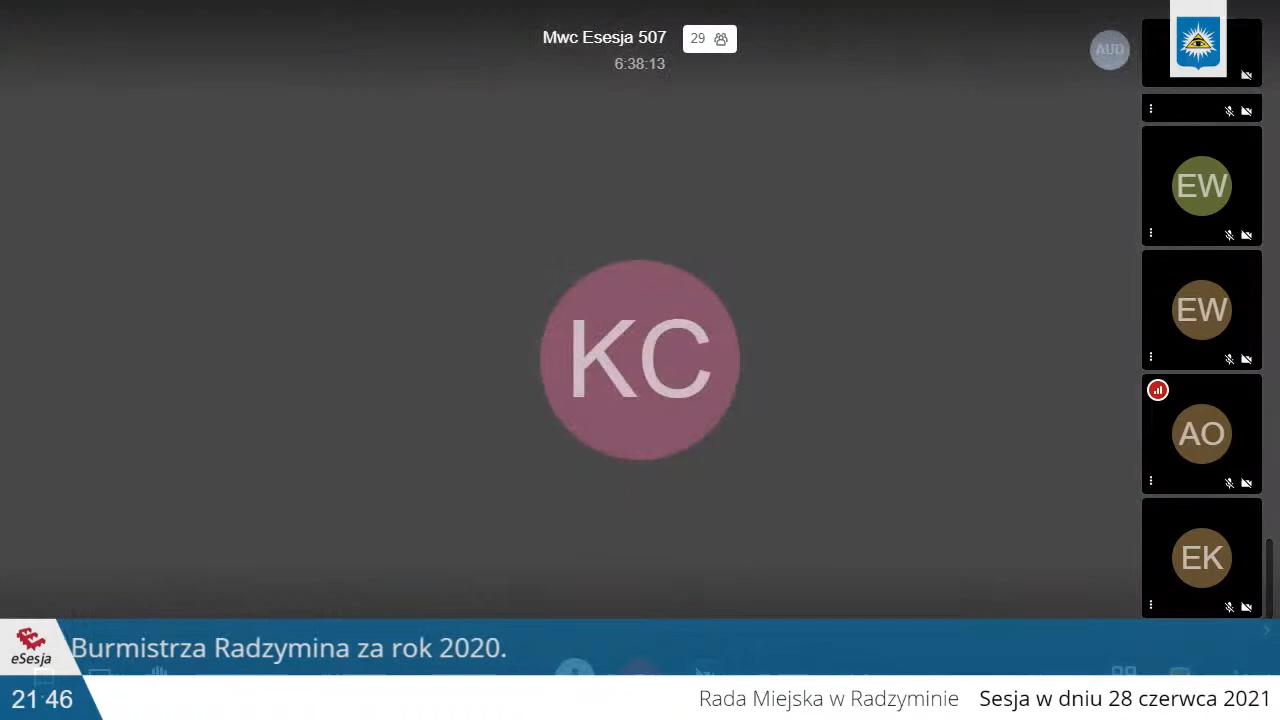 Mwc Esesja 507
29
6:38:13
AUD
EW
EW
KC
AO
EK
Burmistrza Radzymina za rok 2020.
eSesja
21:46
Rada Miejska w Radzyminie
Sesja w dniu 28 czerwca 2021